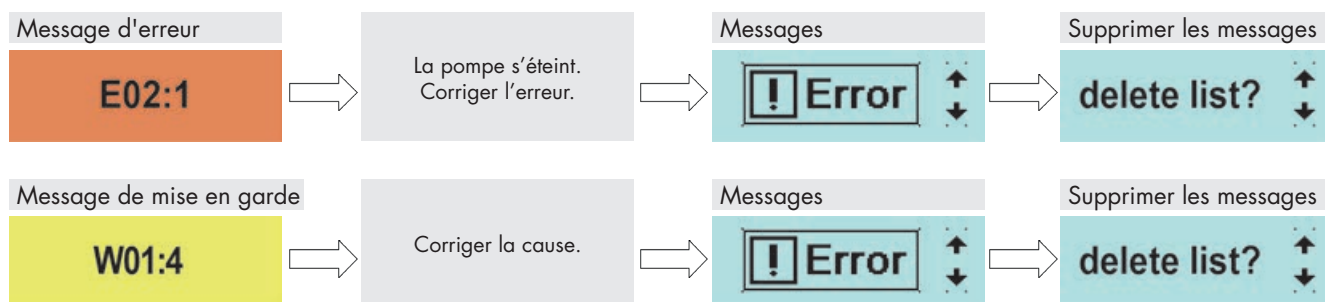 Message d'erreur
E02:1
La pompe s’éteint.
Corriger l’erreur.
Messages
! Error
Supprimer les messages
delete list?
Message de mise en garde
W01:4
Corriger la cause.
Messages
! Error
Supprimer les messages
delete list?